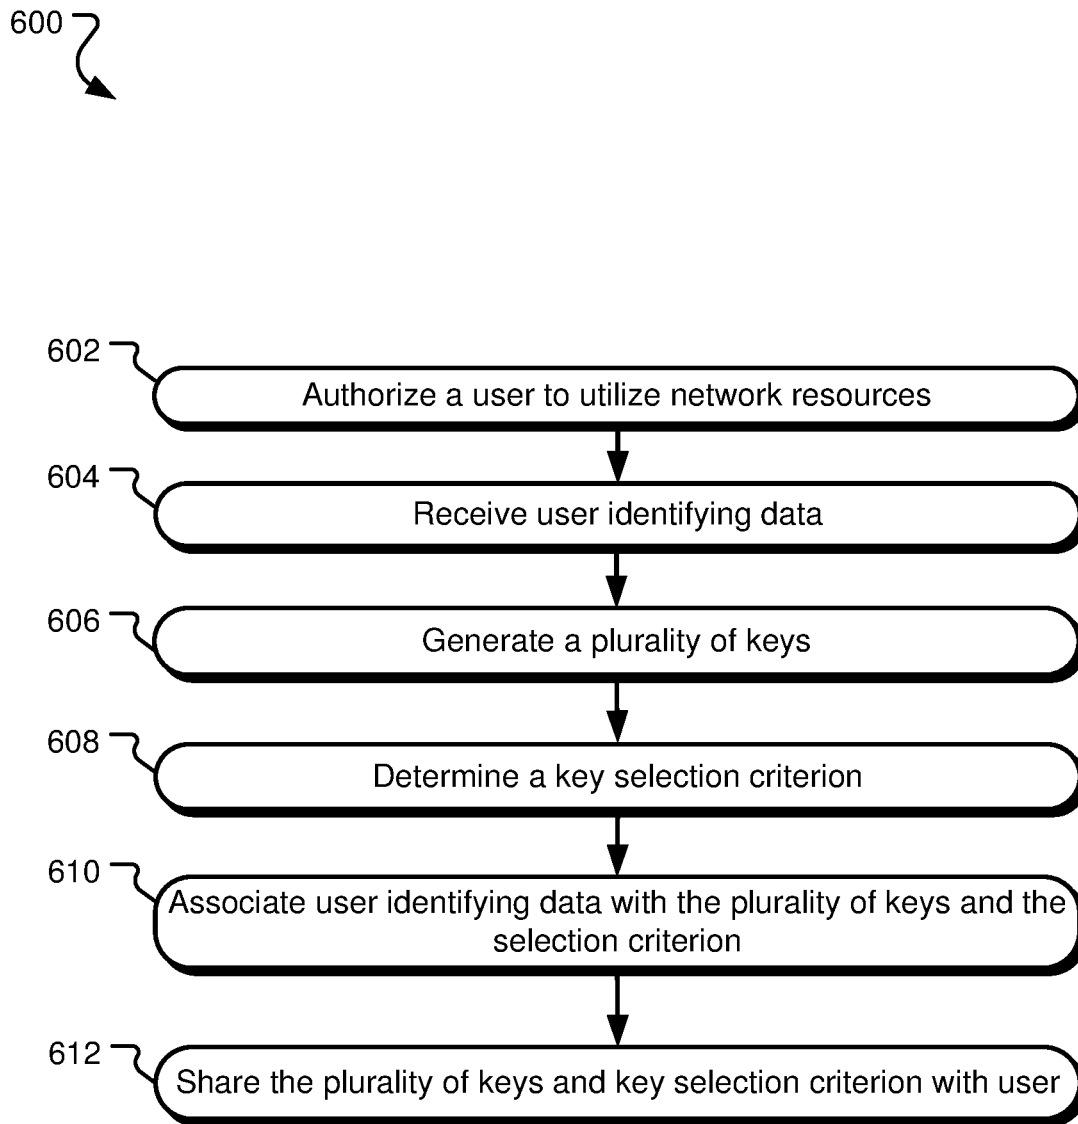 600
602
Authorize a user to utilize network resources
604
Receive user identifying data
606
Generate a plurality of keys
608
Determine a key selection criterion
610
Associate user identifying data with the plurality of keys and the
selection criterion
612
Share the plurality of keys and key selection criterion with user